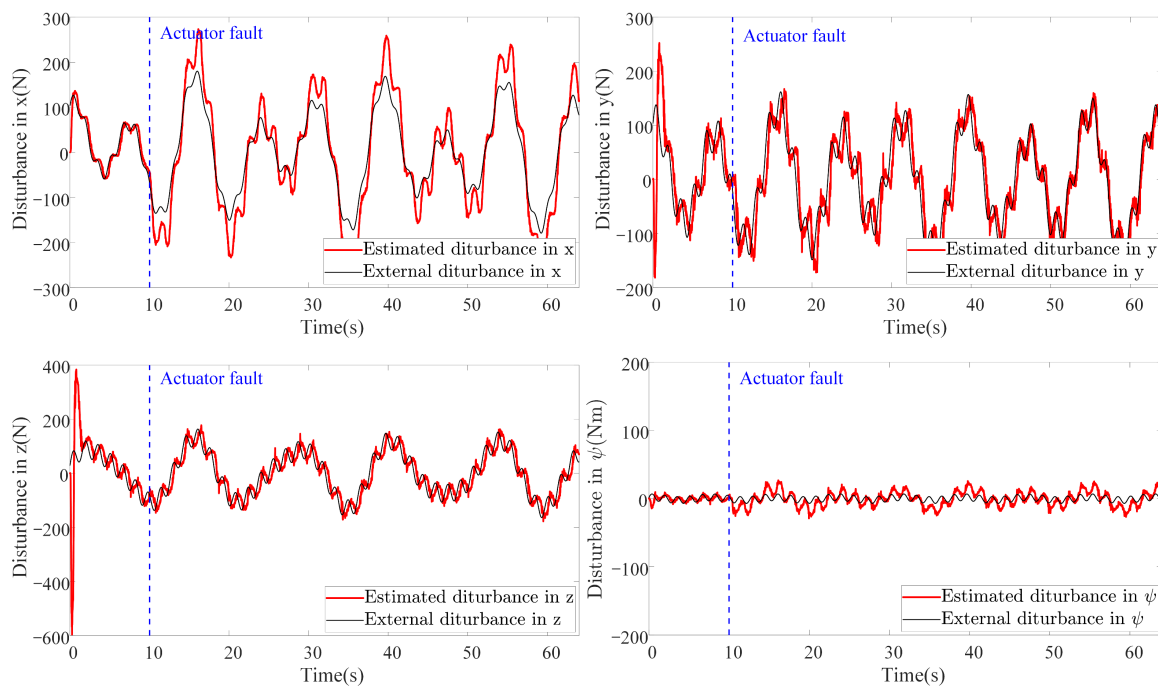 300
200
100
0
−100
−200
−300
Disturbance in x(N)
Actuator fault
Estimated diturbance in x
External diturbance in x
0 10 20 30 40 50 60
Time(s)
300
200
100
0
−100
−200
Disturbance in y(N)
Actuator fault
Estimated diturbance in y
External diturbance in y
0 10 20 30 40 50 60
Time(s)
400
200
0
−200
−400
−600
Disturbance in z(N)
Actuator fault
Estimated diturbance in z
External diturbance in z
0 10 20 30 40 50 60
Time(s)
200
100
0
−100
−200
Disturbance in ψ(Nm)
Actuator fault
Estimated diturbance in ψ
External diturbance in ψ
0 10 20 30 40 50 60
Time(s)